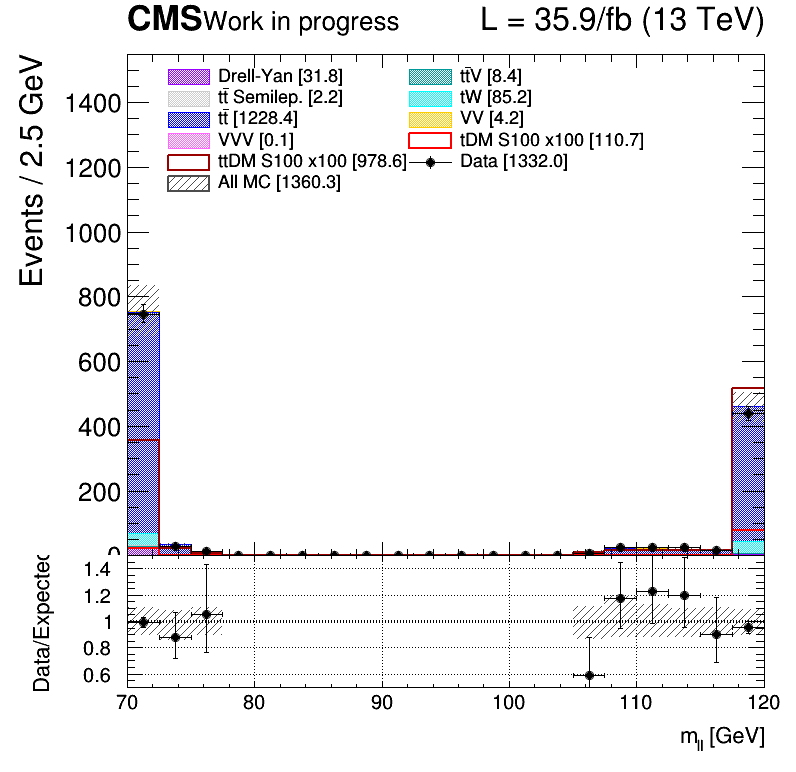 CMS Work in progress L = 35.9/fb (13 TeV)
Events / 2.5 GeV
Drell-Yan [31.8]
tt̄V [8.4]
tt̄ Semilep. [2.2]
tW [85.2]
tt̄ [1228.4]
VV [4.2]
VVV [0.1]
tDM S100 x100 [110.7]
ttDM S100 x100 [978.6]
Data [1332.0]
All MC [1360.3]
1400
1200
1000
800
600
400
200
0
Data/Expected
1.4
1.2
1
0.8
0.6
70 80 90 100 110 120
m_ll [GeV]